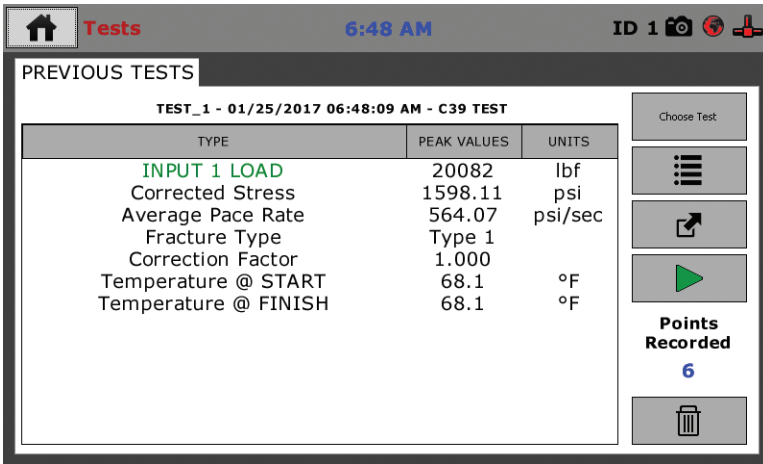 Tests 6:48 AM ID 1
PREVIOUS TESTS
TEST_1 - 01/25/2017 06:48:09 AM - C39 TEST
TYPE PEAK VALUES UNITS
INPUT 1 LOAD 20082 lbf
Corrected Stress 1598.11 psi
Average Pace Rate 564.07 psi/sec
Fracture Type Type 1
Correction Factor 1.000
Temperature @ START 68.1 °F
Temperature @ FINISH 68.1 °F
Choose Test
Points
Recorded
6